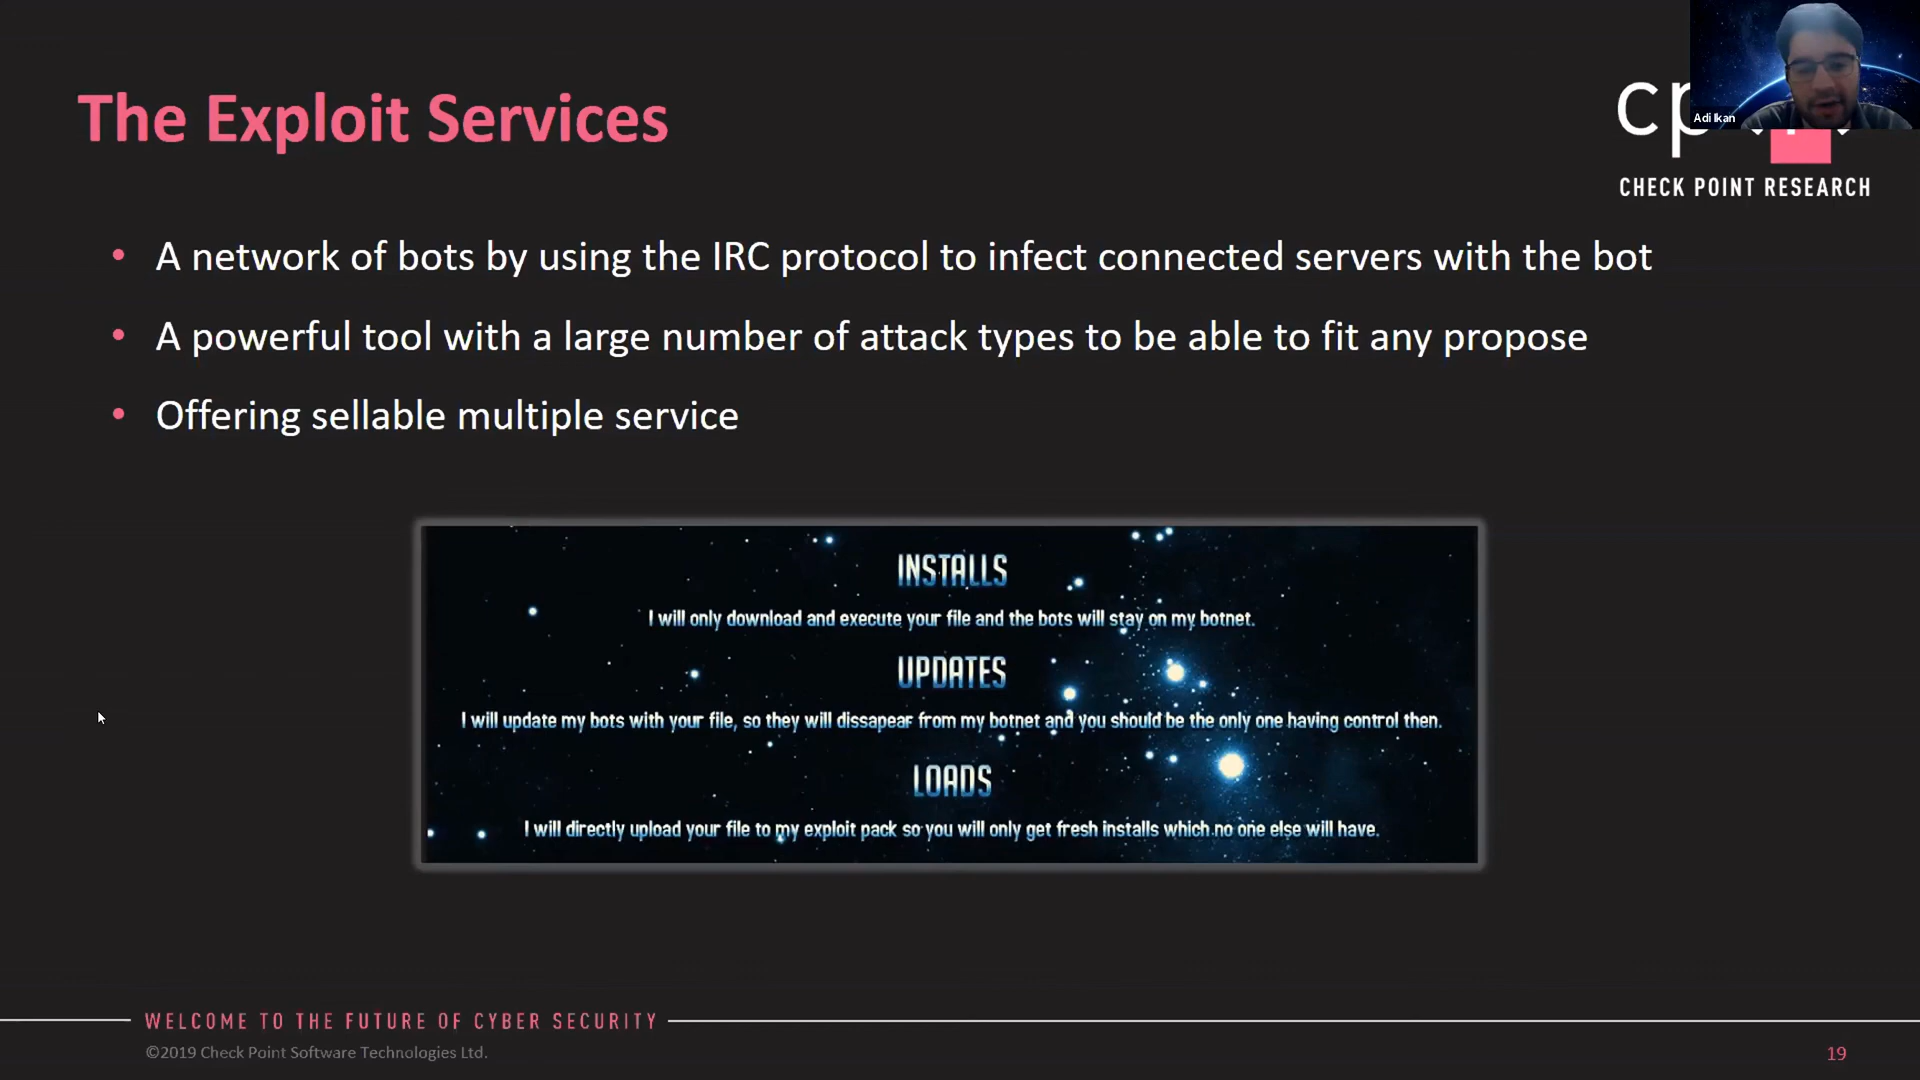 The Exploit Services
Adi Ikan
CHECK POINT RESEARCH
• A network of bots by using the IRC protocol to infect connected servers with the bot
• A powerful tool with a large number of attack types to be able to fit any propose
• Offering sellable multiple service
INSTALLS
I will only download and execute your file and the bots will stay on my botnet.
UPDATES
I will update my bots with your file, so they will dissapear from my botnet and you should be the only one having control then.
LOADS
I will directly upload your file to my exploit pack so you will only get fresh installs which no one else will have.
WELCOME TO THE FUTURE OF CYBER SECURITY
©2019 Check Point Software Technologies Ltd.
19